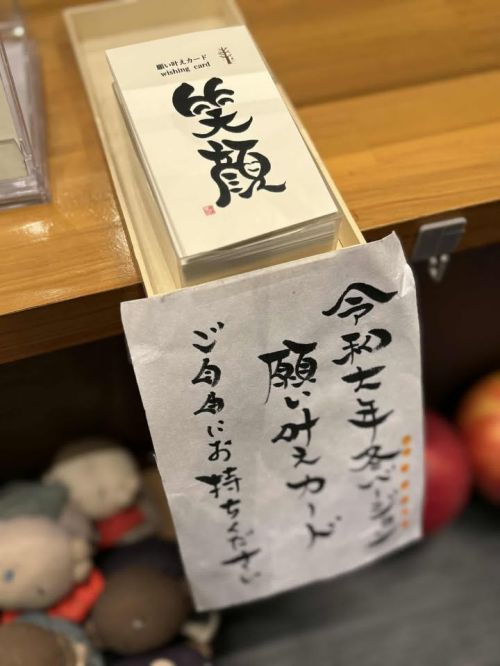 願い叶えカード
wishing card
笑顔
令和六年冬バージョン
願い叶えカード
ご自由にお持ちください